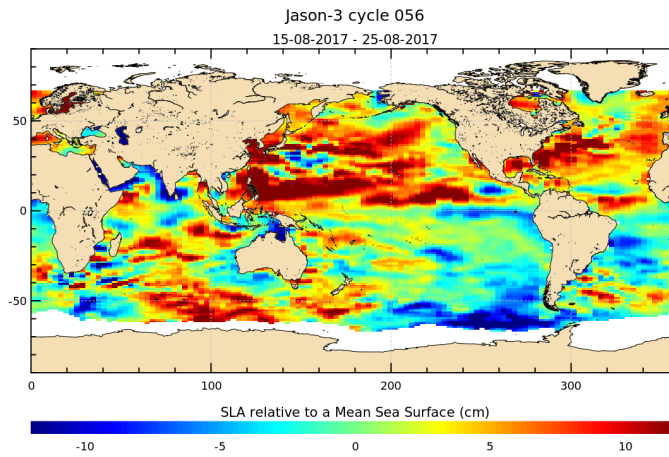 Jason-3 cycle 056
15-08-2017 - 25-08-2017
50
0
-50
0 100 200 300
SLA relative to a Mean Sea Surface (cm)
-10 -5 0 5 10